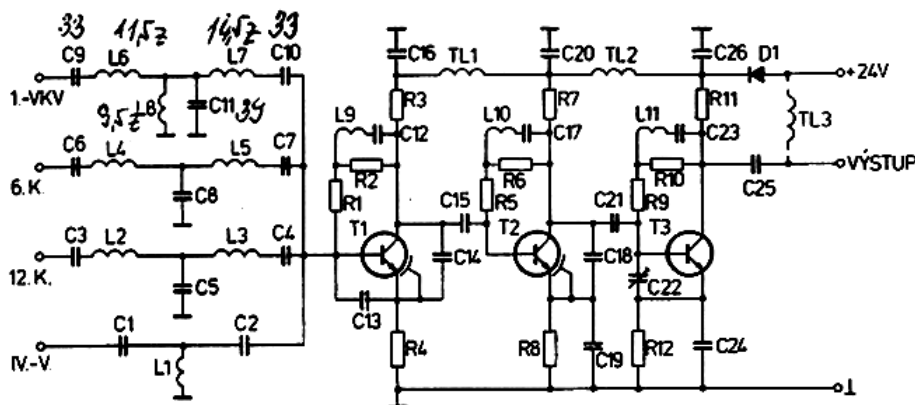 33 11,5z 14,5z 33
C9 L6 L7 C10
1.-VKV
9,5z L8 C11 39
C6 L4 L5 C7
6.K.
C8
C3 L2 L3 C4
12.K.
C5
C1 C2
IV.-V.
L1
C16 TL1 C20 TL2 C26 D1
+24V
R3 R7 R11
TL3
L9 C12 L10 C17 L11 C23
R2 R6 R10
VÝSTUP
C25
R1 C15 R5 C21 R9
T1 T2 T3
C14 C18 C22
C13
R4 R8 C19 R12 C24
⊥